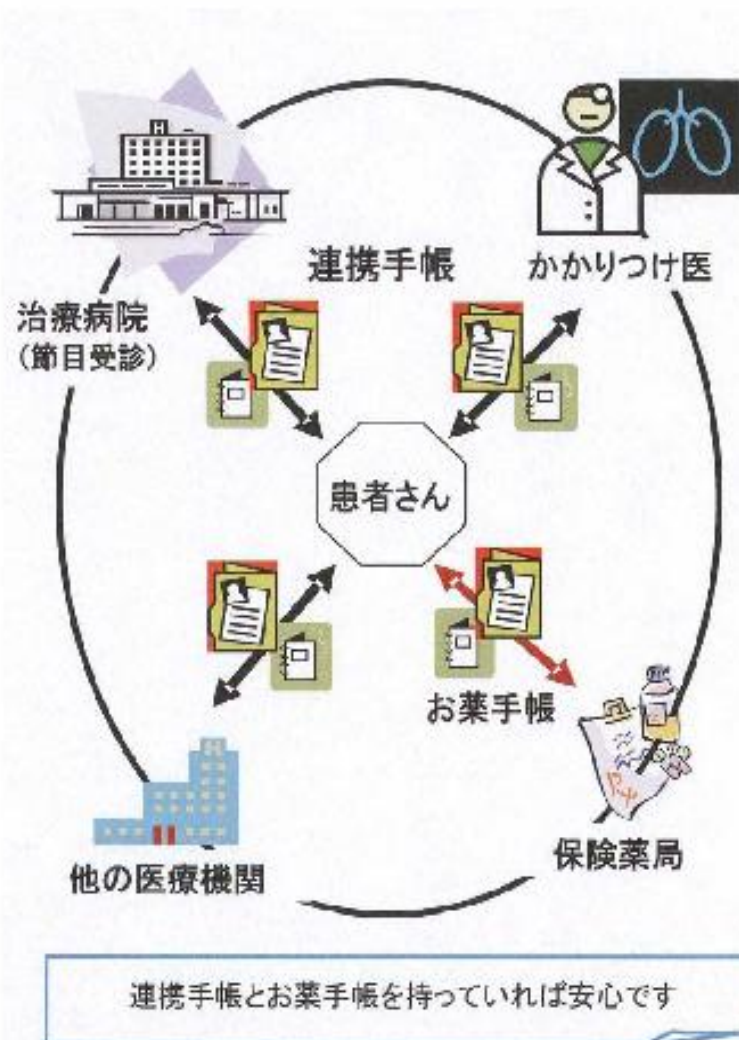 連携手帳
かかりつけ医
治療病院
(節目受診)
患者さん
お薬手帳
保険薬局
他の医療機関
連携手帳とお薬手帳を持っていれば安心です